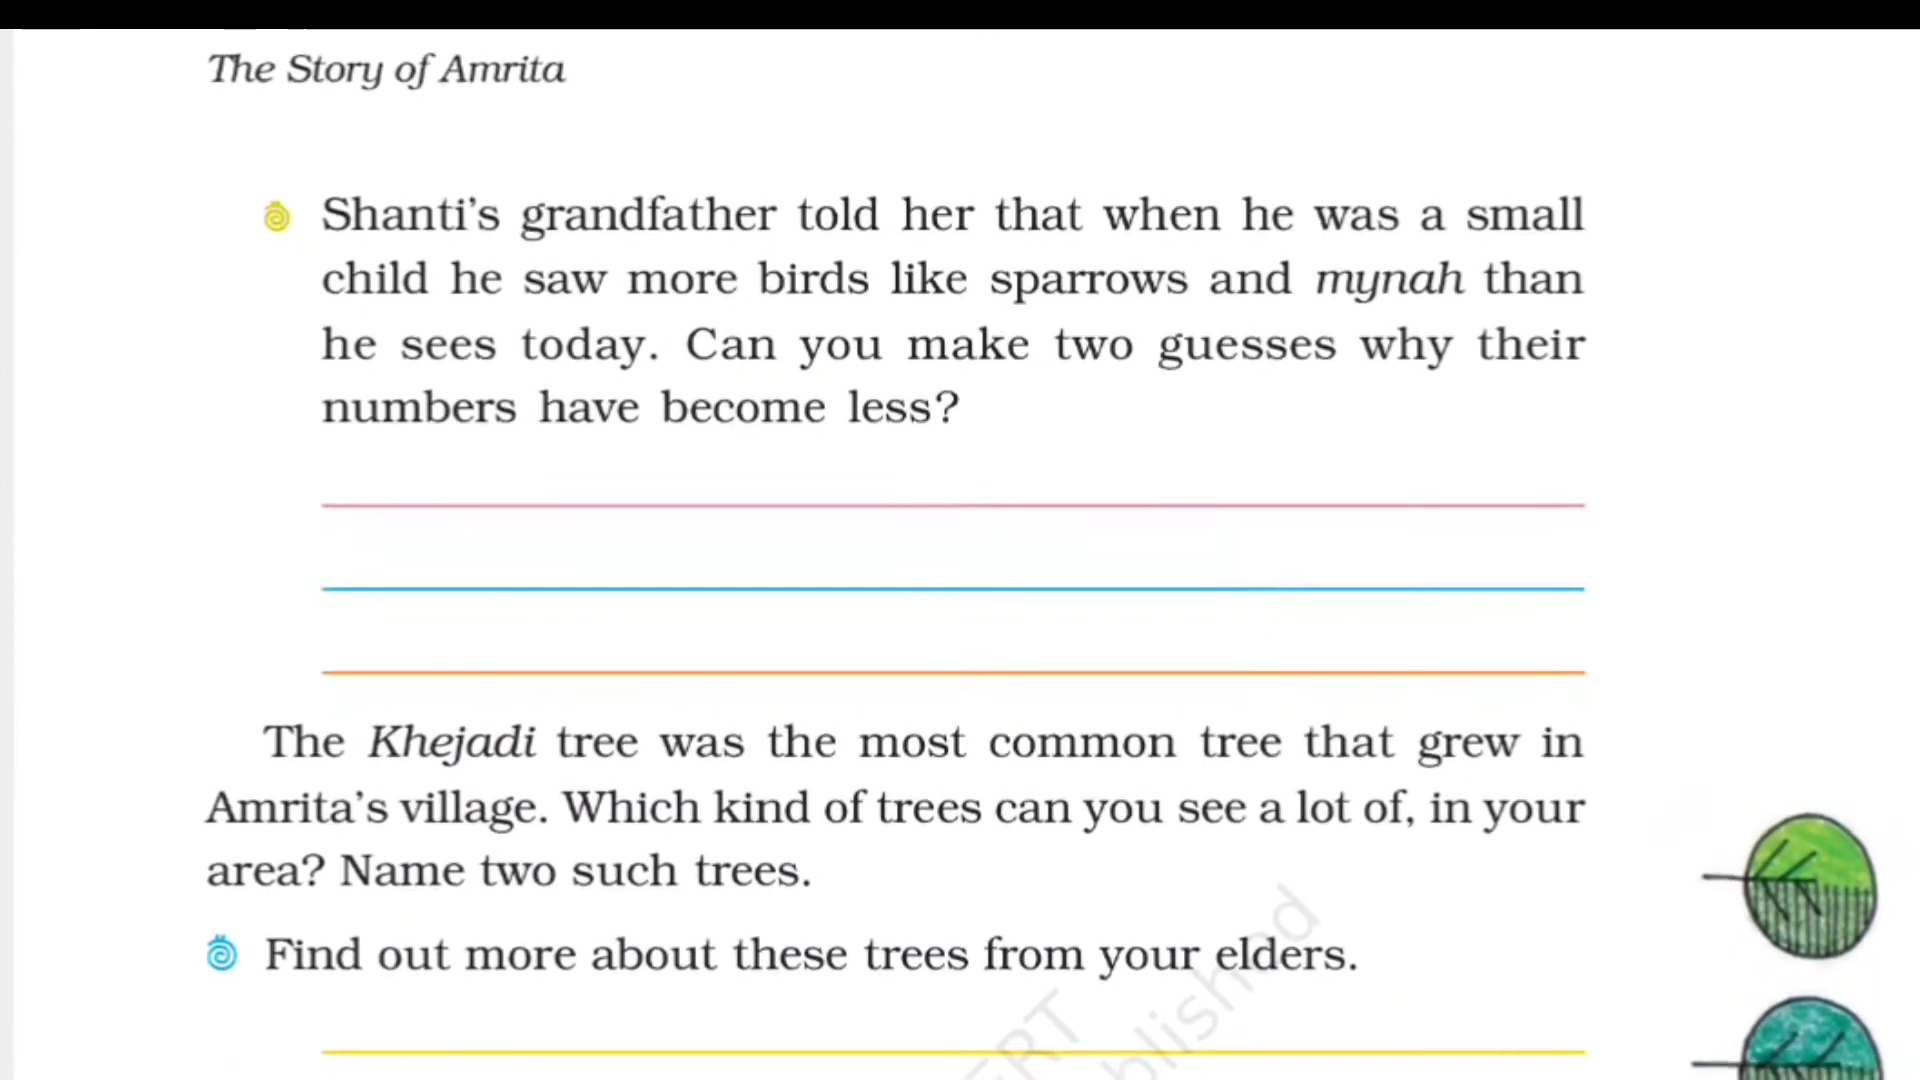 The Story of Amrita
Shanti’s grandfather told her that when he was a small
child he saw more birds like sparrows and mynah than
he sees today. Can you make two guesses why their
numbers have become less?
The Khejadi tree was the most common tree that grew in
Amrita’s village. Which kind of trees can you see a lot of, in your
area? Name two such trees.
Find out more about these trees from your elders.